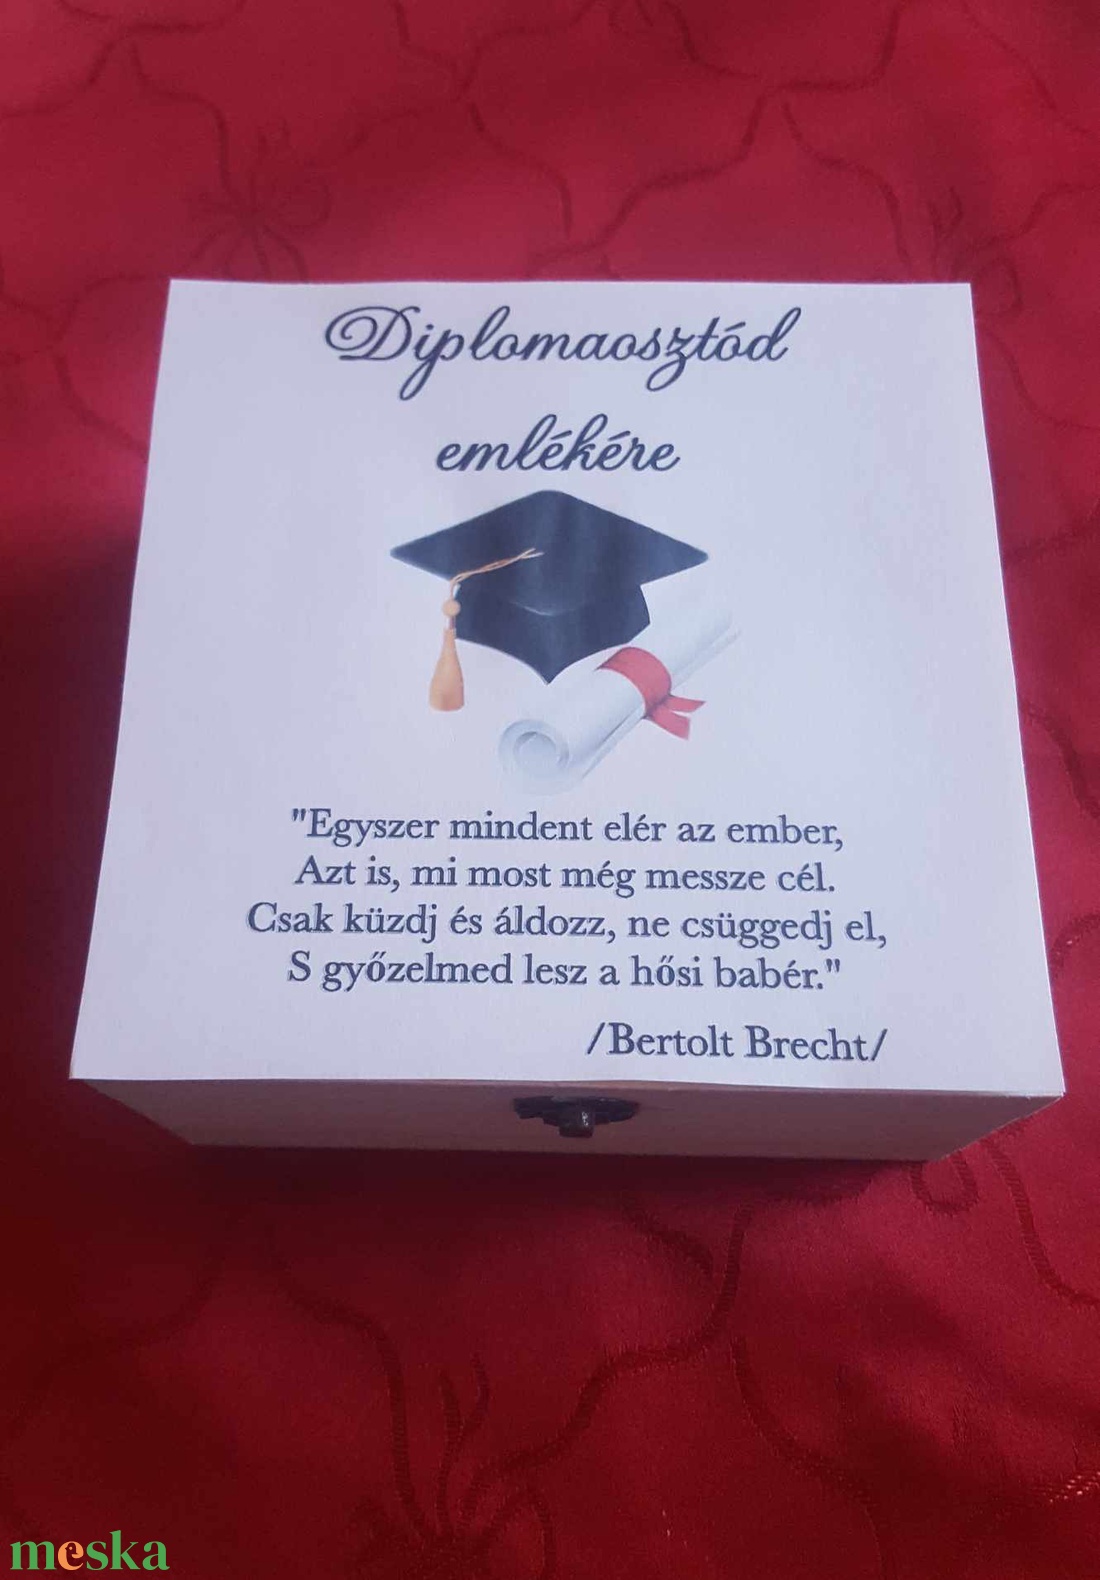 Diplomaosztód
emlékére
"Egyszer mindent elér az ember,
Azt is, mi most még messze cél.
Csak küzdj és áldozz, ne csüggedj el,
S győzelmed lesz a hősi babér."
/Bertolt Brecht/
meska